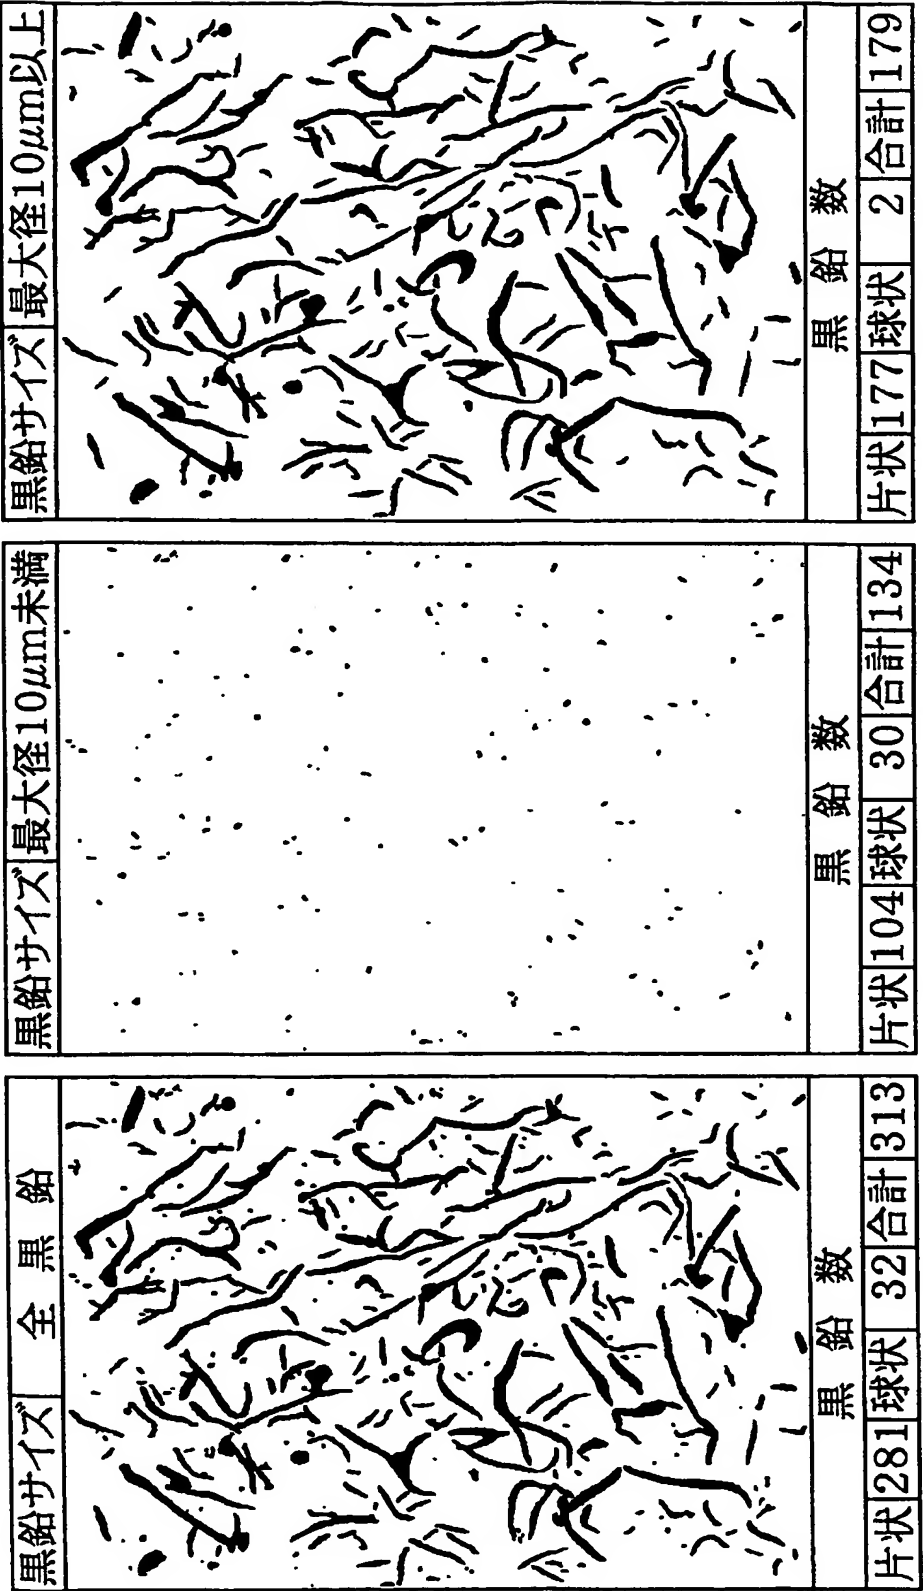 黒鉛サイズ 全黒鉛
黒鉛数
片状 281 球状 32 合計 313
黒鉛サイズ 最大径10μm未満
黒鉛数
片状 104 球状 30 合計 134
黒鉛サイズ 最大径10μm以上
黒鉛数
片状 177 球状 2 合計 179